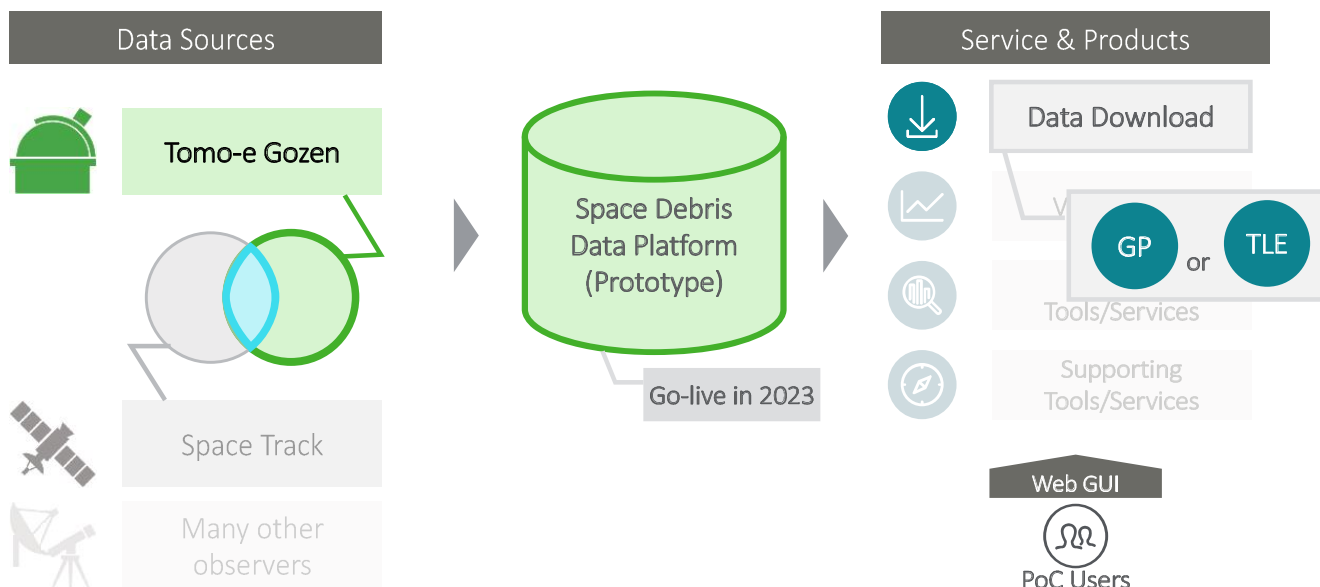 Data Sources
Tomo-e Gozen
Space Track
Many other
observers
Space Debris
Data Platform
(Prototype)
Go-live in 2023
Service & Products
Data Download
GP or TLE
Tools/Services
Supporting
Tools/Services
Web GUI
PoC Users